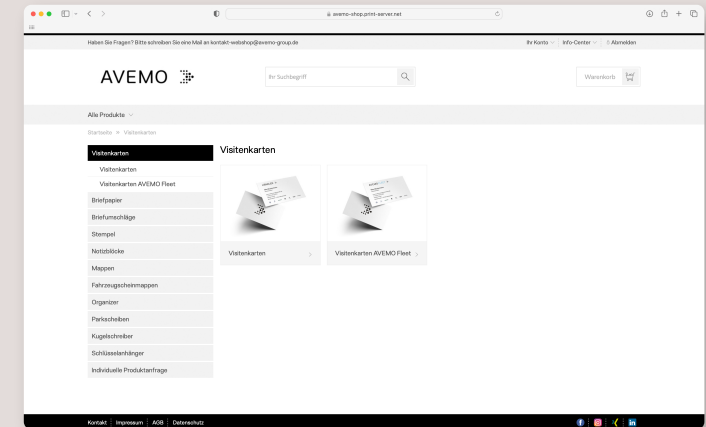 avemo-shop.print-server.net
Haben Sie Fragen? Bitte schreiben Sie eine Mail an kontakt-webshop@avemo-group.de
Ihr Konto Info-Center Abmelden
AVEMO
Ihr Suchbegriff
Warenkorb
Alle Produkte
Startseite Visitenkarten
Visitenkarten
Visitenkarten
Visitenkarten AVEMO Fleet
Briefpapier
Briefumschläge
Stempel
Notizblöcke
Mappen
Fahrzeugscheinmappen
Organizer
Parkscheiben
Kugelschreiber
Schlüsselanhänger
Individuelle Produktanfrage
Visitenkarten
Visitenkarten
Visitenkarten AVEMO Fleet
Kontakt Impressum AGB Datenschutz